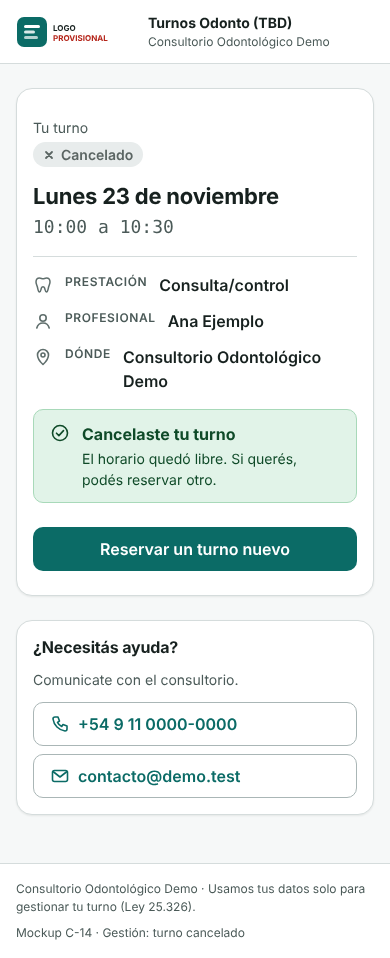 LOGO
PROVISIONAL
Turnos Odonto (TBD)
Consultorio Odontológico Demo
Tu turno
× Cancelado
Lunes 23 de noviembre
10:00 a 10:30
PRESTACIÓN Consulta/control
PROFESIONAL Ana Ejemplo
DÓNDE Consultorio Odontológico
Demo
Cancelaste tu turno
El horario quedó libre. Si querés,
podés reservar otro.
Reservar un turno nuevo
¿Necesitás ayuda?
Comunicate con el consultorio.
+54 9 11 0000-0000
contacto@demo.test
Consultorio Odontológico Demo · Usamos tus datos solo para
gestionar tu turno (Ley 25.326).
Mockup C-14 · Gestión: turno cancelado